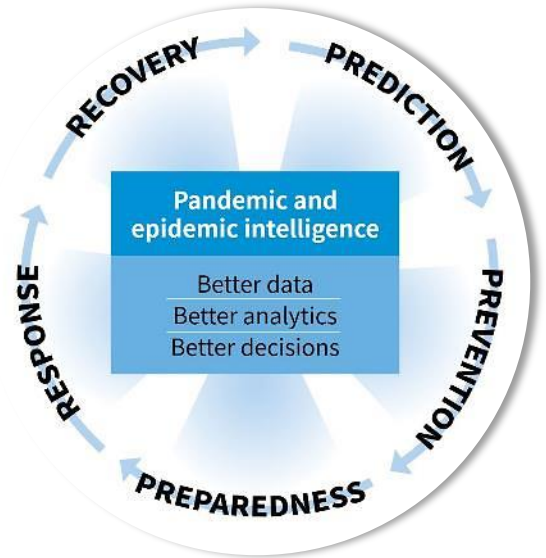 RECOVERY
PREDICTION
Pandemic and
epidemic intelligence
Better data
Better analytics
Better decisions
RESPONSE
PREVENTION
PREPAREDNESS